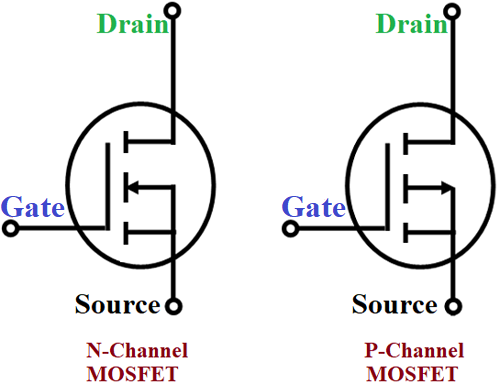 Drain
Gate
Source
N-Channel
MOSFET
Drain
Gate
Source
P-Channel
MOSFET